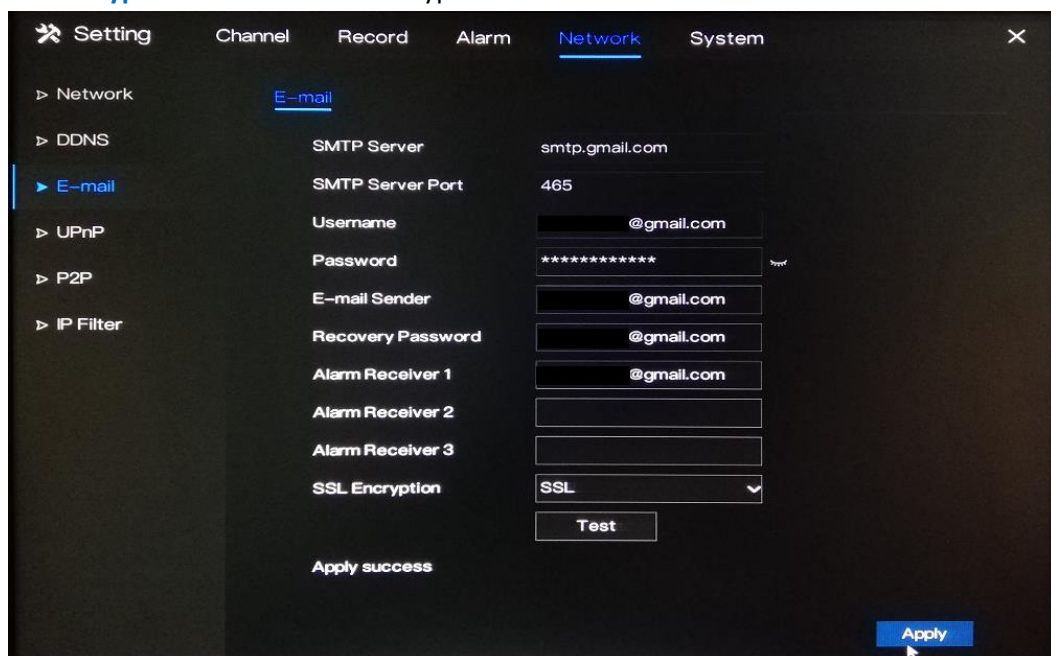 Setting Channel Record Alarm Network System
Network
E-mail
DDNS
SMTP Server smtp.gmail.com
E-mail
SMTP Server Port 465
UPnP
Username @gmail.com
Password ************
P2P
E-mail Sender @gmail.com
IP Filter
Recovery Password @gmail.com
Alarm Receiver 1 @gmail.com
Alarm Receiver 2
Alarm Receiver 3
SSL Encryption SSL
Test
Apply success
Apply